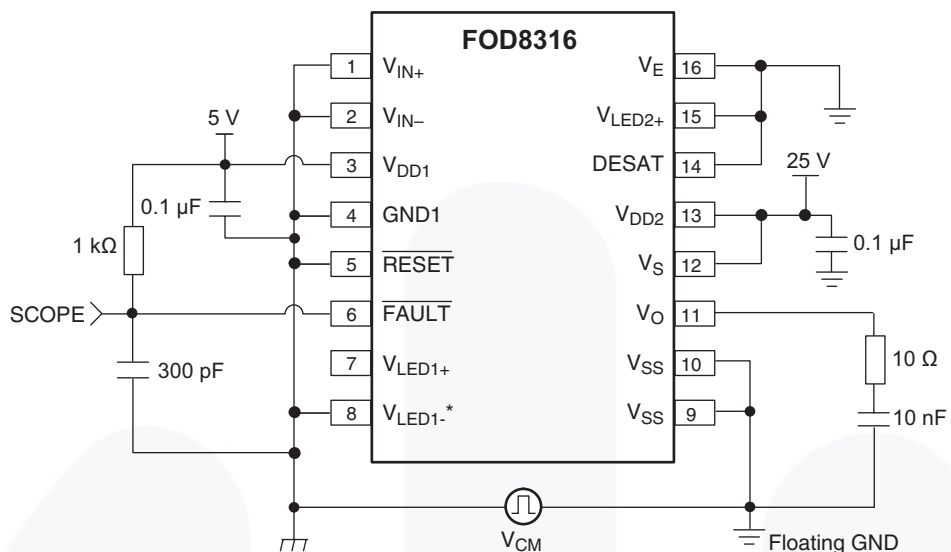 FOD8316
1 V_IN+
2 V_IN–
3 V_DD1
4 GND1
5 RESET
6 FAULT
7 V_LED1+
8 V_LED1-*
V_E 16
V_LED2+ 15
DESAT 14
V_DD2 13
V_S 12
V_O 11
V_SS 10
V_SS 9
5 V
0.1 µF
1 kΩ
SCOPE
300 pF
25 V
0.1 µF
10 Ω
10 nF
V_CM
Floating GND